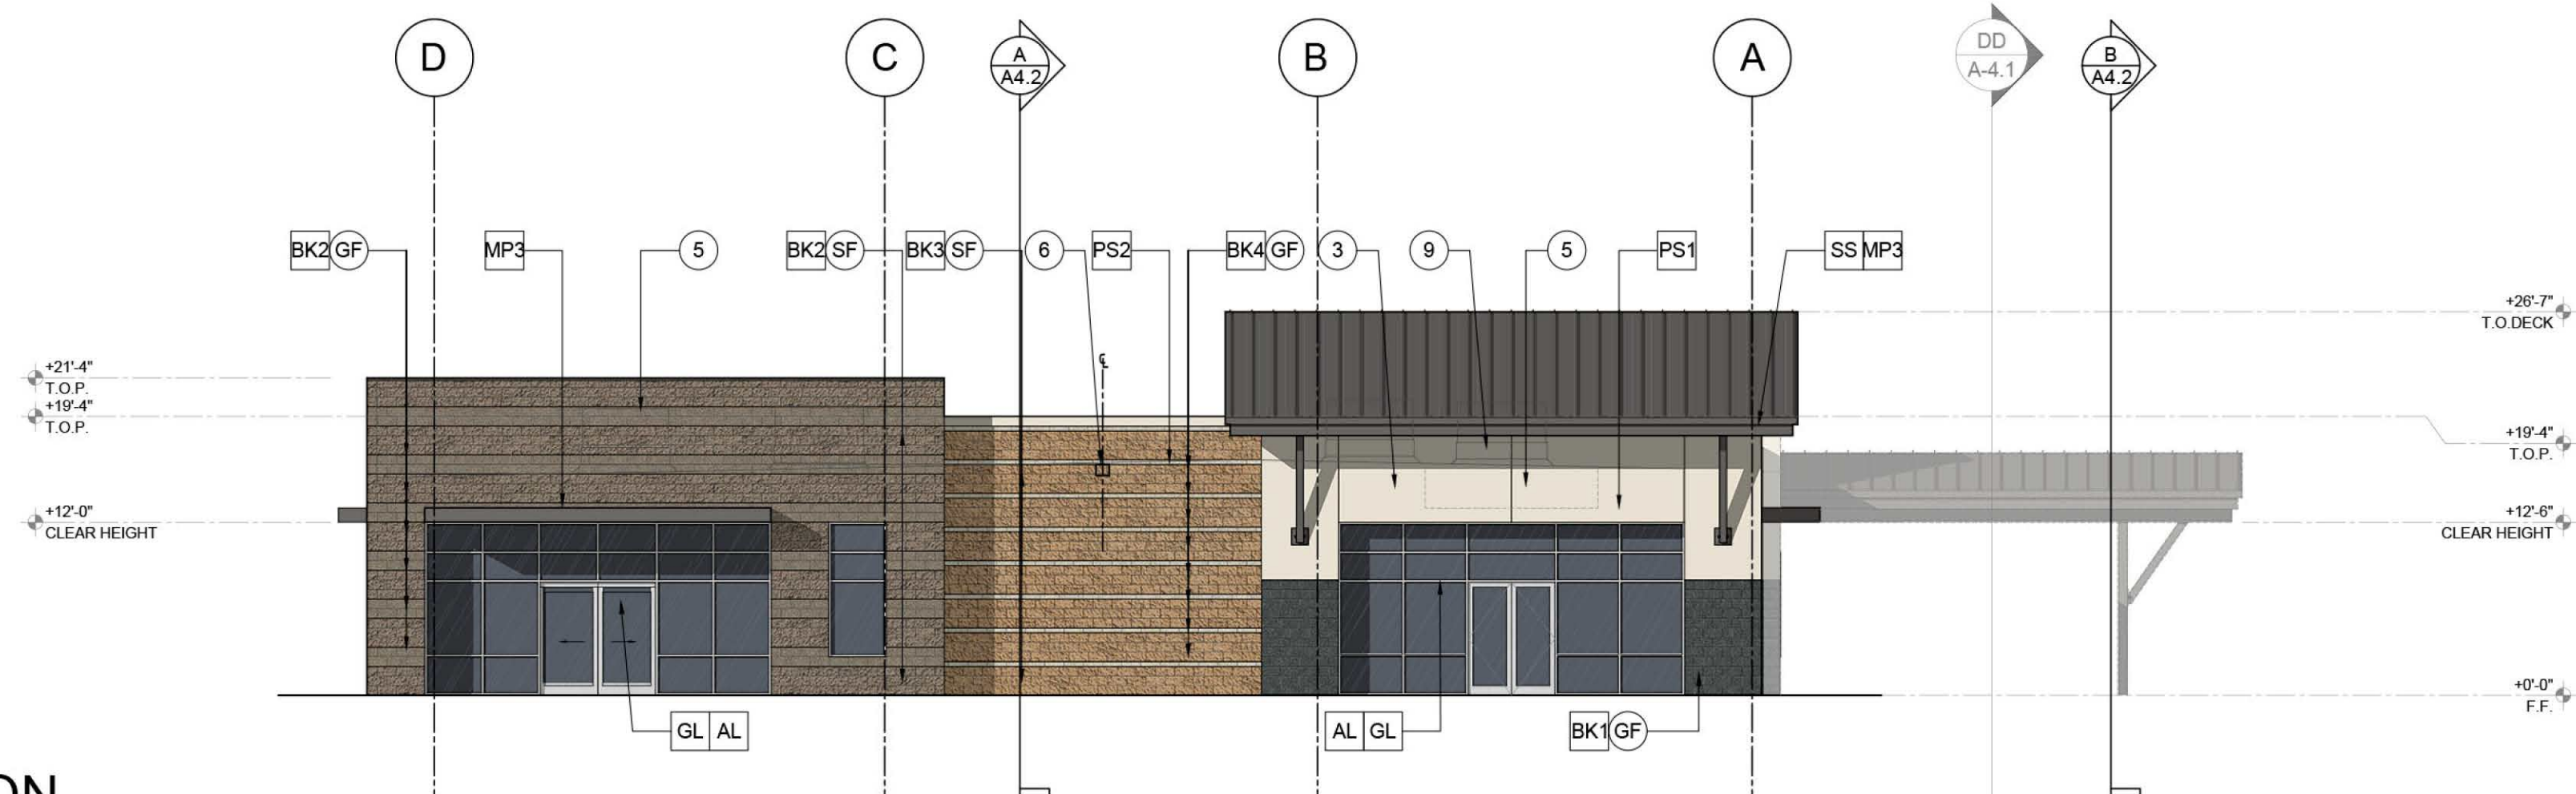 D
C
A
A4.2
B
A
DD
A-4.1
B
A4.2
BK2 GF
MP3
5
BK2 SF
BK3 SF
6
PS2
BK4 GF
3
9
5
PS1
SS MP3
+26'-7"
T.O.DECK
℄
+21'-4"
T.O.P.
+19'-4"
T.O.P.
+19'-4"
T.O.P.
+12'-0"
CLEAR HEIGHT
+12'-6"
CLEAR HEIGHT
+0'-0"
F.F.
GL AL
AL GL
BK1 GF
ON